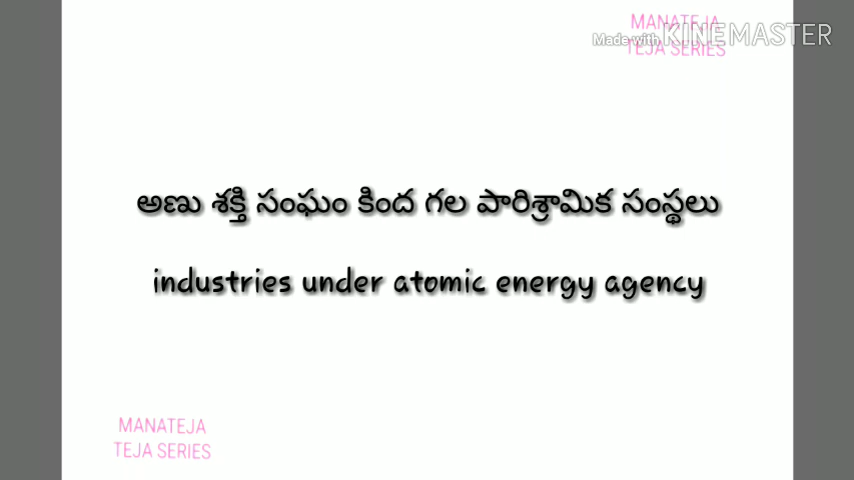 MANATEJA
Made with KINEMASTER
TEJA SERIES
అణు శక్తి సంఘం కింద గల పారిశ్రామిక సంస్థలు
industries under atomic energy agency
MANATEJA
TEJA SERIES